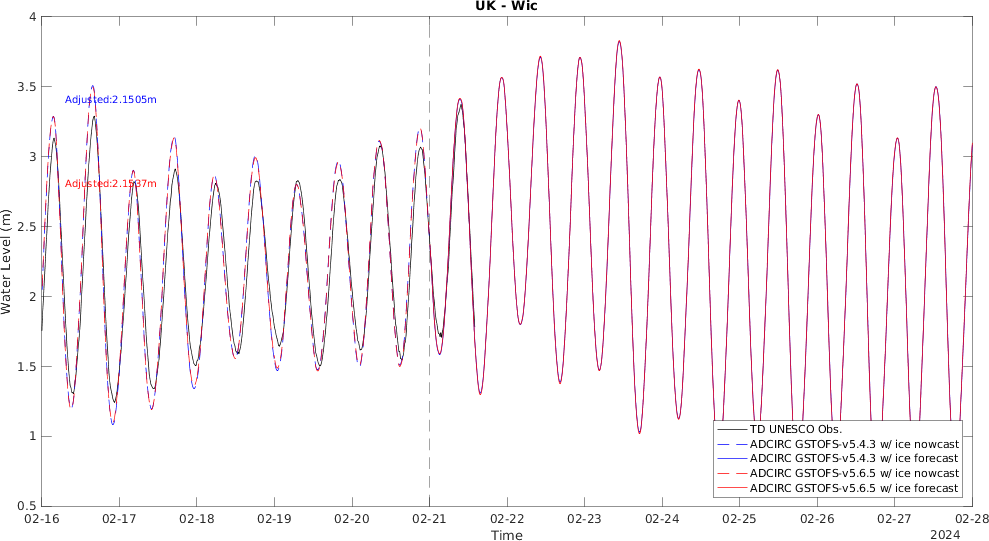 UK - Wic
4
3.5
3
2.5
2
1.5
1
0.5
Water Level (m)
Adjusted:2.1505m
Adjusted:2.1537m
TD UNESCO Obs.
ADCIRC GSTOFS-v5.4.3 w/ ice nowcast
ADCIRC GSTOFS-v5.4.3 w/ ice forecast
ADCIRC GSTOFS-v5.6.5 w/ ice nowcast
ADCIRC GSTOFS-v5.6.5 w/ ice forecast
02-16 02-17 02-18 02-19 02-20 02-21 02-22 02-23 02-24 02-25 02-26 02-27 02-28
Time
2024